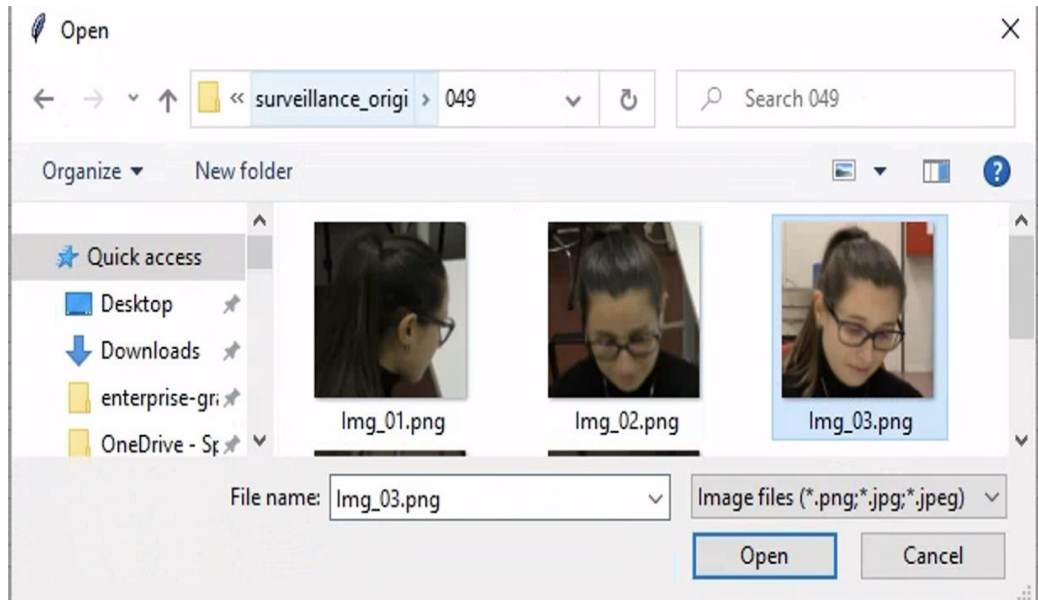 Open
« surveillance_origi > 049
Search 049
Organize
New folder
Quick access
Desktop
Downloads
enterprise-gr
OneDrive - Sp
Img_01.png
Img_02.png
Img_03.png
File name: Img_03.png
Image files (*.png;*.jpg;*.jpeg)
Open
Cancel